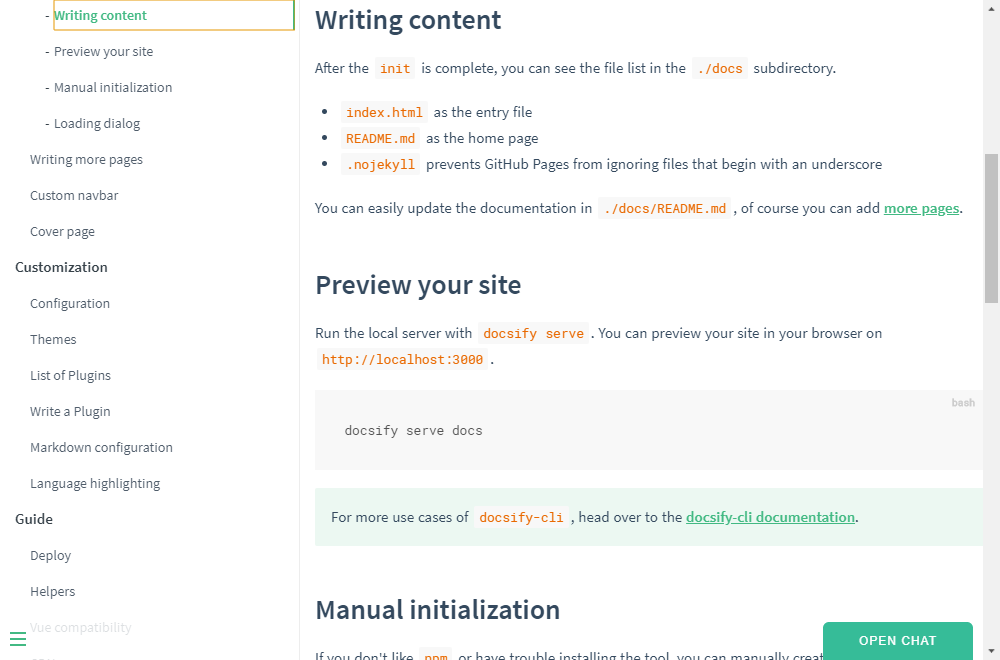 - Writing content
- Preview your site
- Manual initialization
- Loading dialog
Writing more pages
Custom navbar
Cover page
Customization
Configuration
Themes
List of Plugins
Write a Plugin
Markdown configuration
Language highlighting
Guide
Deploy
Helpers
Vue compatibility
Writing content
After the init is complete, you can see the file list in the ./docs subdirectory.
• index.html as the entry file
• README.md as the home page
• .nojekyll prevents GitHub Pages from ignoring files that begin with an underscore
You can easily update the documentation in ./docs/README.md , of course you can add more pages.
Preview your site
Run the local server with docsify serve . You can preview your site in your browser on
http://localhost:3000 .
bash
docsify serve docs
For more use cases of docsify-cli , head over to the docsify-cli documentation.
Manual initialization
If you don't like npm or have trouble installing the tool, you can manually
OPEN CHAT